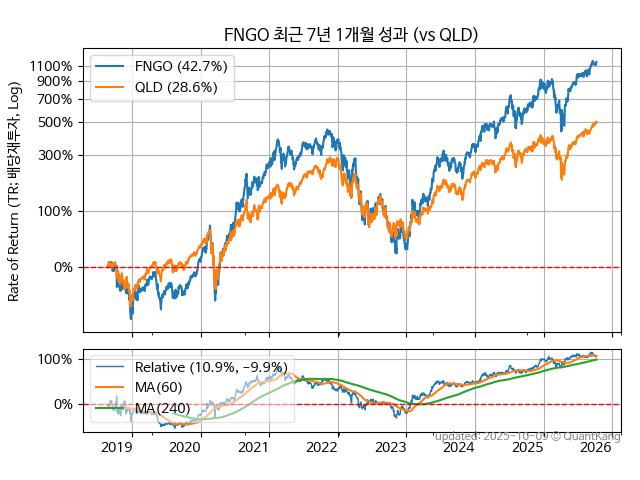 FNGO 최근 7년 1개월 성과 (vs QLD)
Rate of Return (TR; 배당재투자, Log)
1100%
900%
700%
500%
300%
100%
0%
FNGO (42.7%)
QLD (28.6%)
100%
0%
Relative (10.9%, −9.9%)
MA(60)
MA(240)
2019 2020 2021 2022 2023 2024 2025 2026
updated: 2025-10-09 © QuantKang